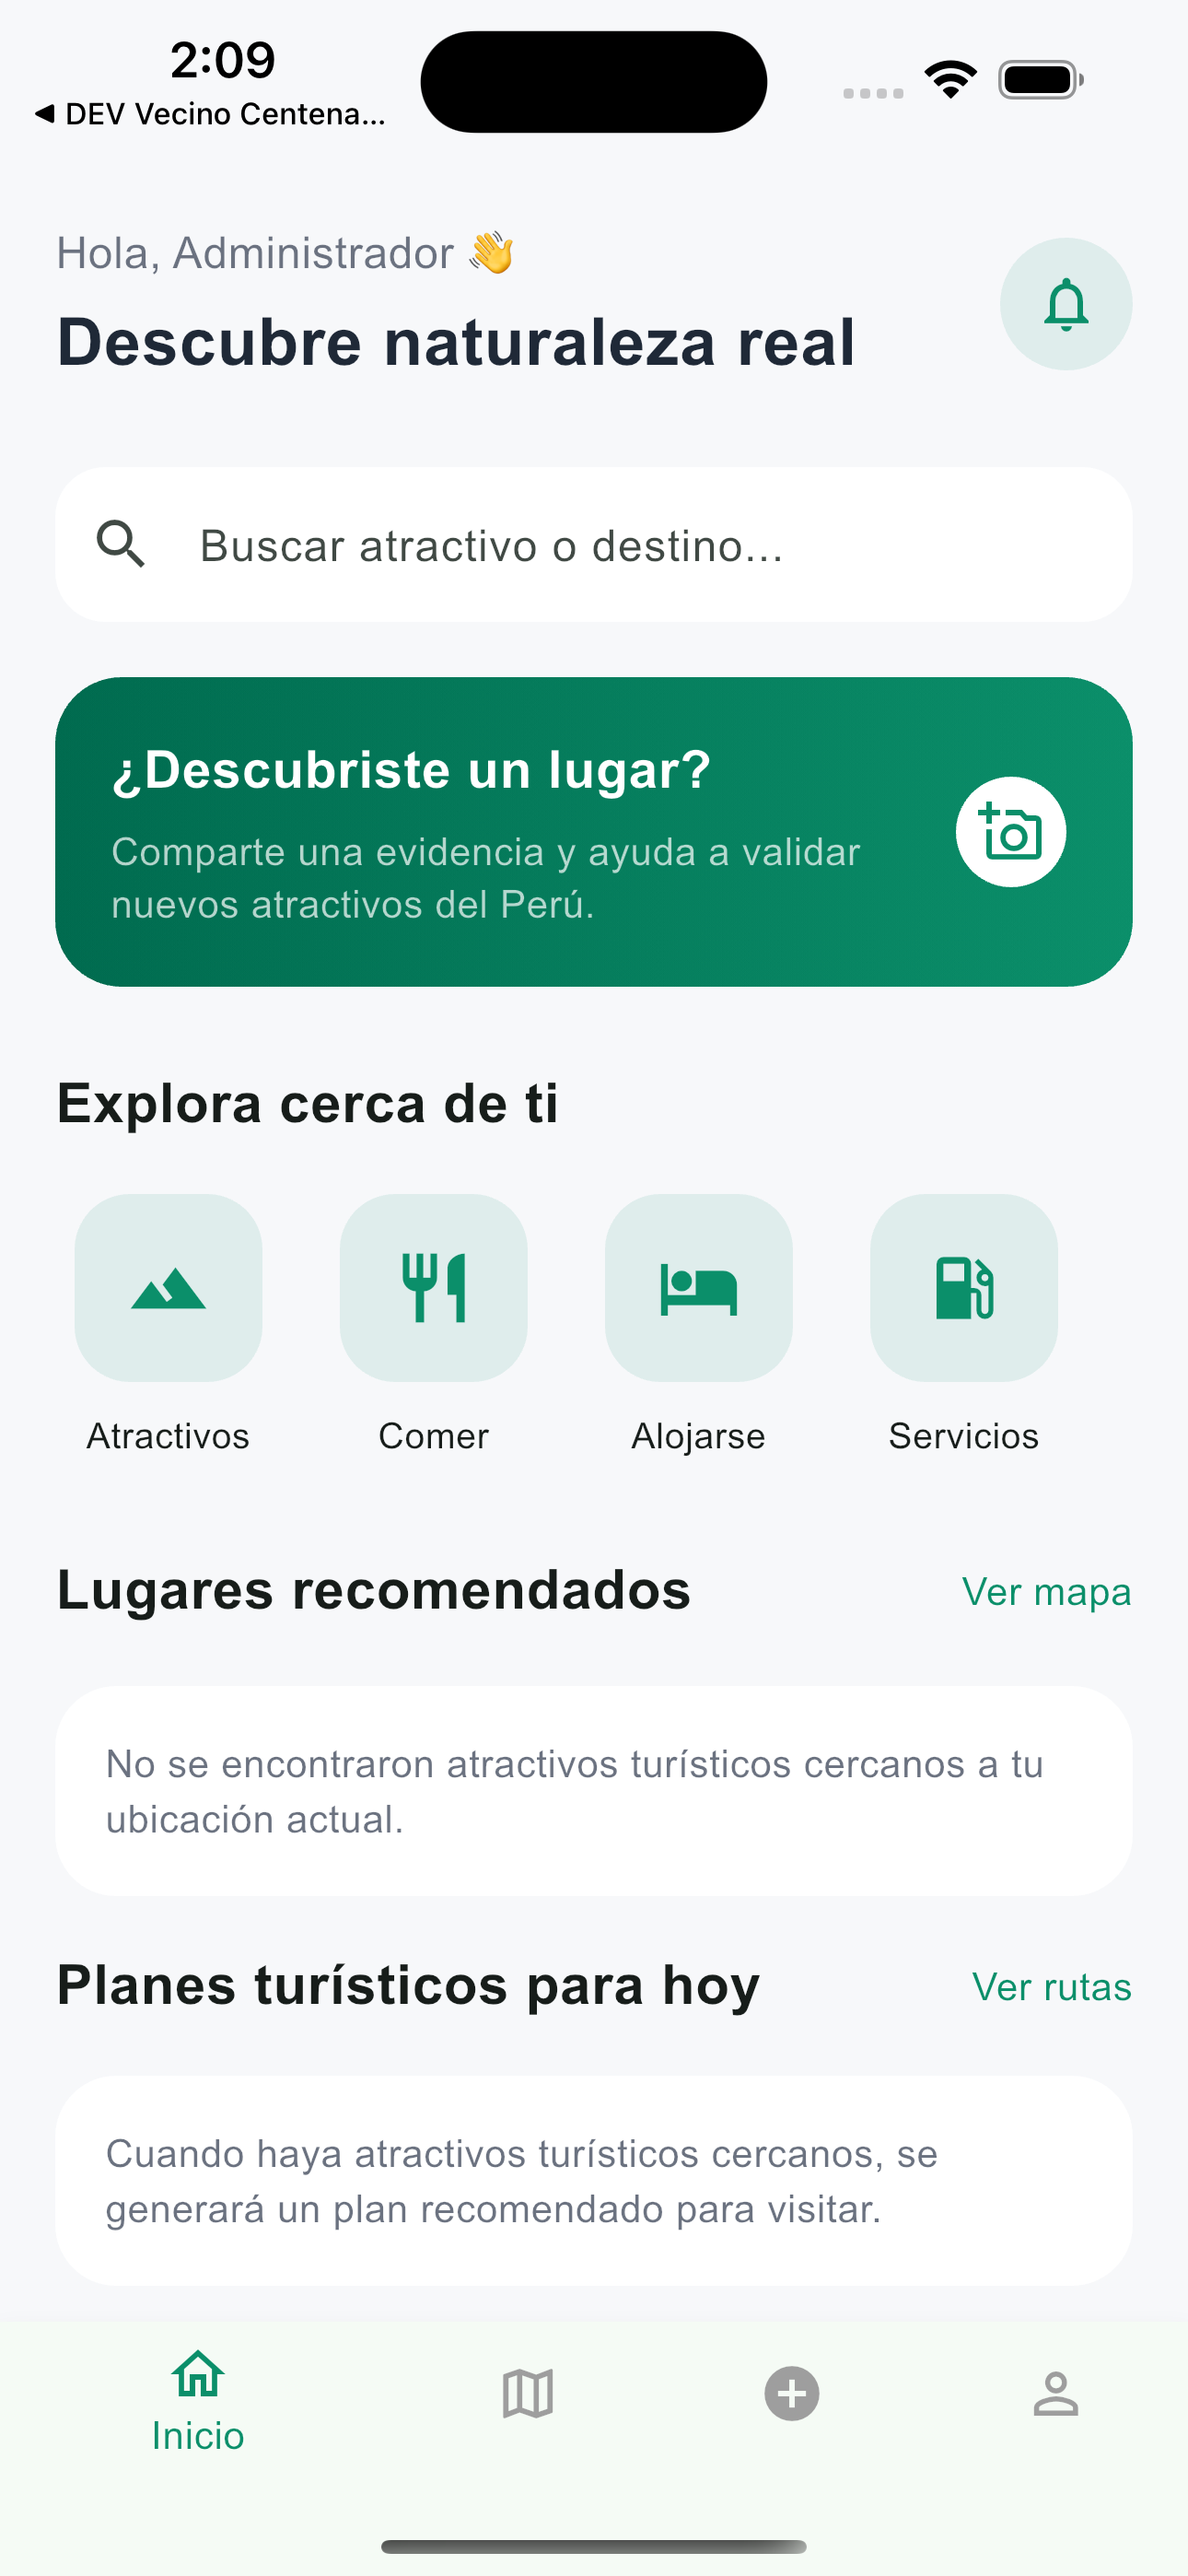 2:09
◀ DEV Vecino Centena...
Hola, Administrador 👋
Descubre naturaleza real
Buscar atractivo o destino...
¿Descubriste un lugar?
Comparte una evidencia y ayuda a validar
nuevos atractivos del Perú.
Explora cerca de ti
Atractivos
Comer
Alojarse
Servicios
Lugares recomendados
Ver mapa
No se encontraron atractivos turísticos cercanos a tu
ubicación actual.
Planes turísticos para hoy
Ver rutas
Cuando haya atractivos turísticos cercanos, se
generará un plan recomendado para visitar.
Inicio